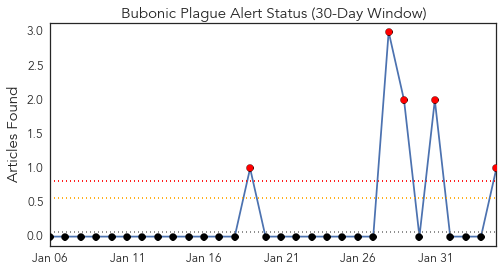 Bubonic Plague Alert Status (30-Day Window)
Articles Found
3.0
2.5
2.0
1.5
1.0
0.5
0.0
Jan 06 Jan 11 Jan 16 Jan 21 Jan 26 Jan 31